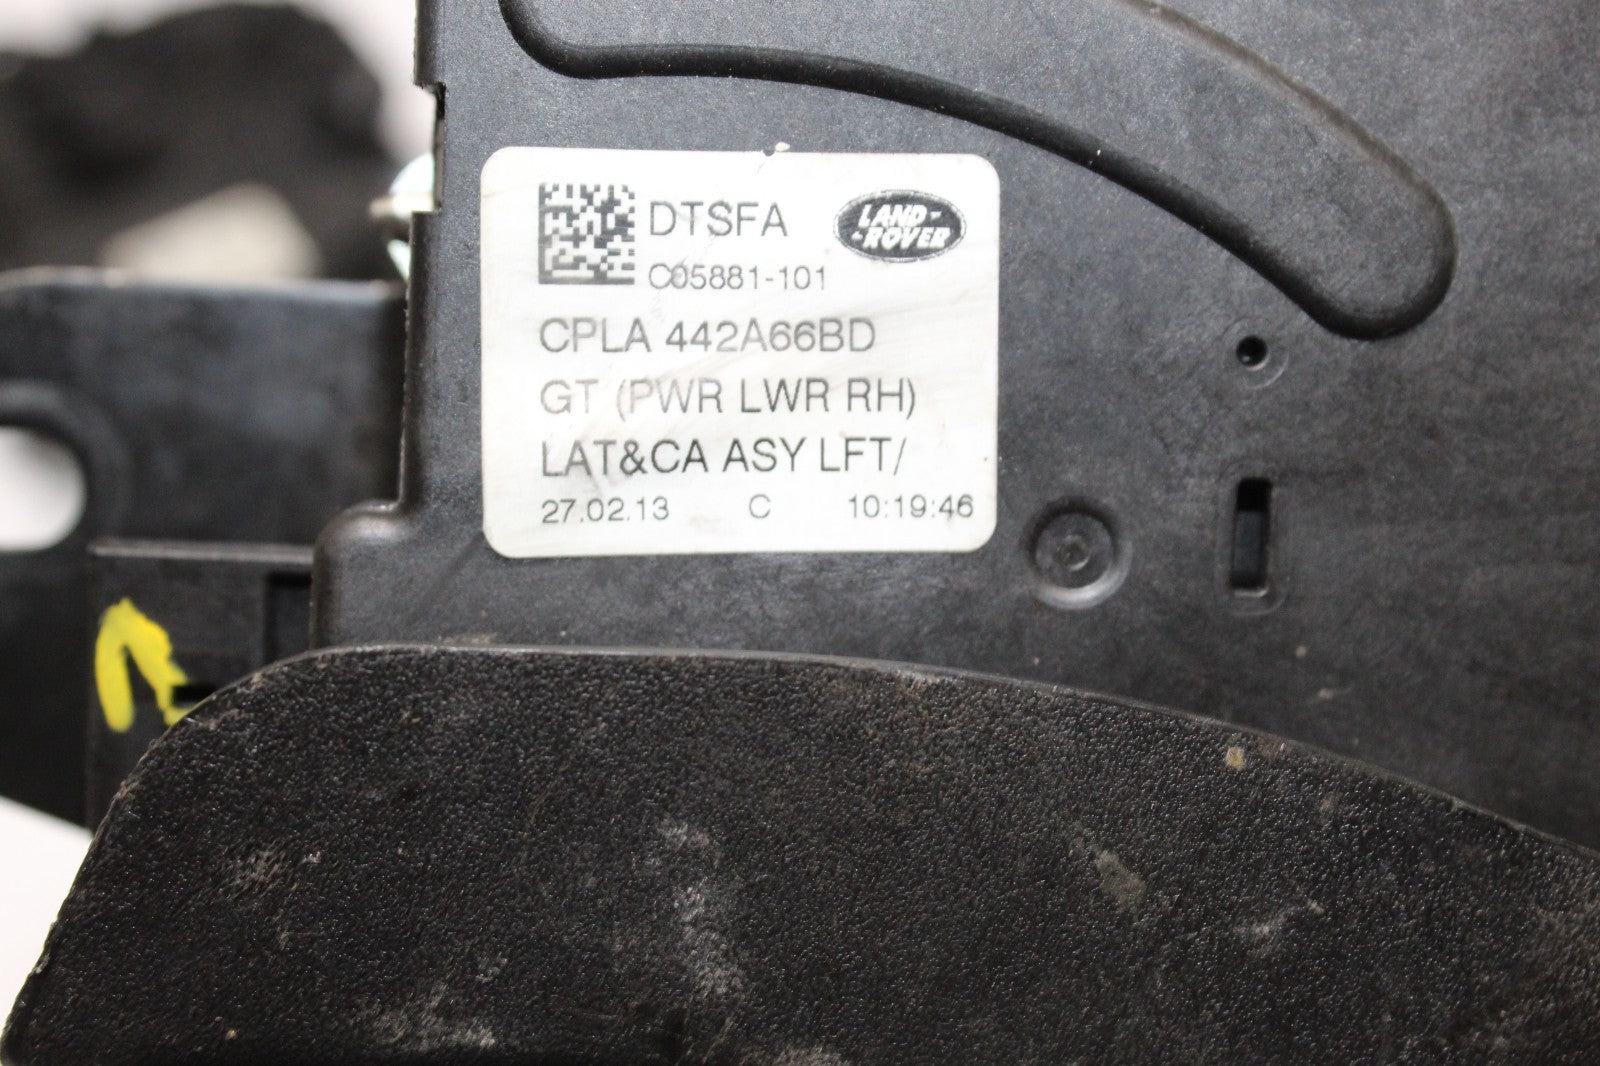 DTSFA
LAND-
-ROVER
C05881-101
CPLA 442A66BD
GT (PWR LWR RH)
LAT&CA ASY LFT/
27.02.13 C 10:19:46